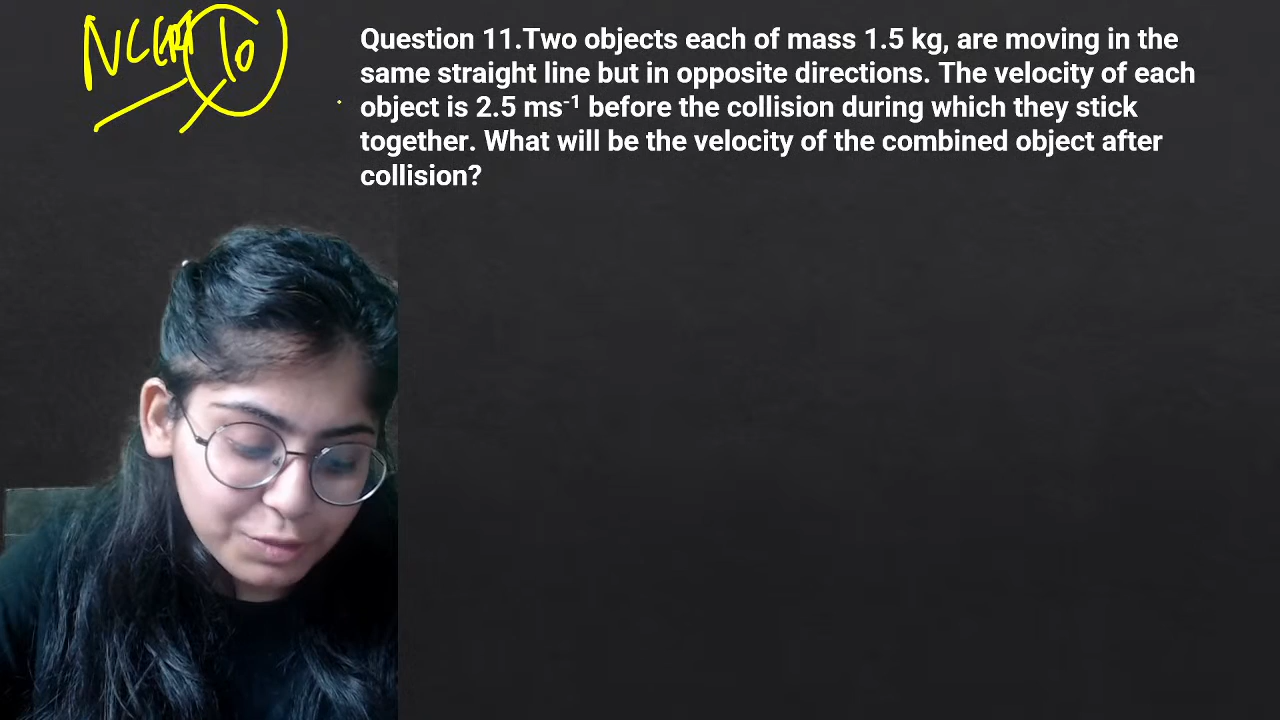 NCERT 10
Question 11.Two objects each of mass 1.5 kg, are moving in the
same straight line but in opposite directions. The velocity of each
object is 2.5 ms⁻¹ before the collision during which they stick
together. What will be the velocity of the combined object after
collision?